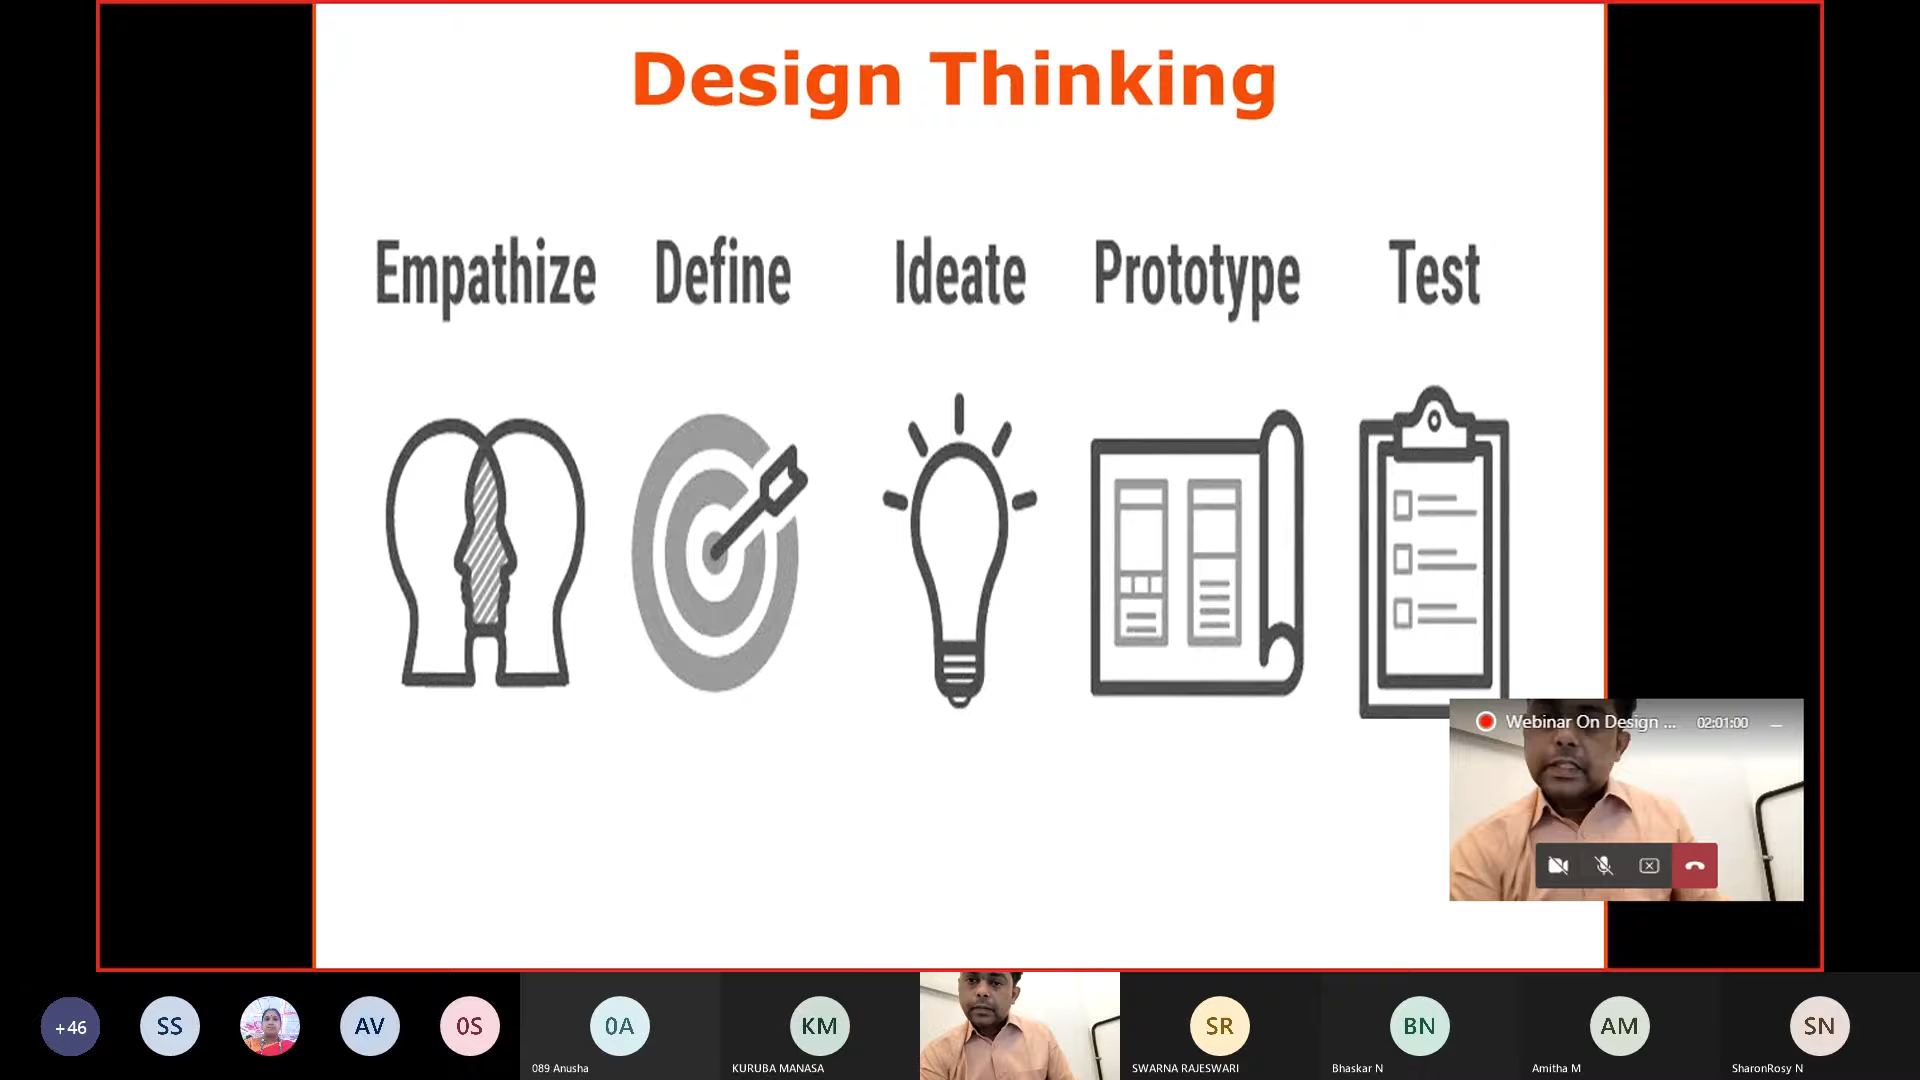 Design Thinking
Empathize Define Ideate Prototype Test
Webinar On Design ... 02:01:00
+46 SS AV 0S 0A KM SR BN AM SN
089 Anusha KURUBA MANASA SWARNA RAJESWARI Bhaskar N Amitha M SharonRosy N